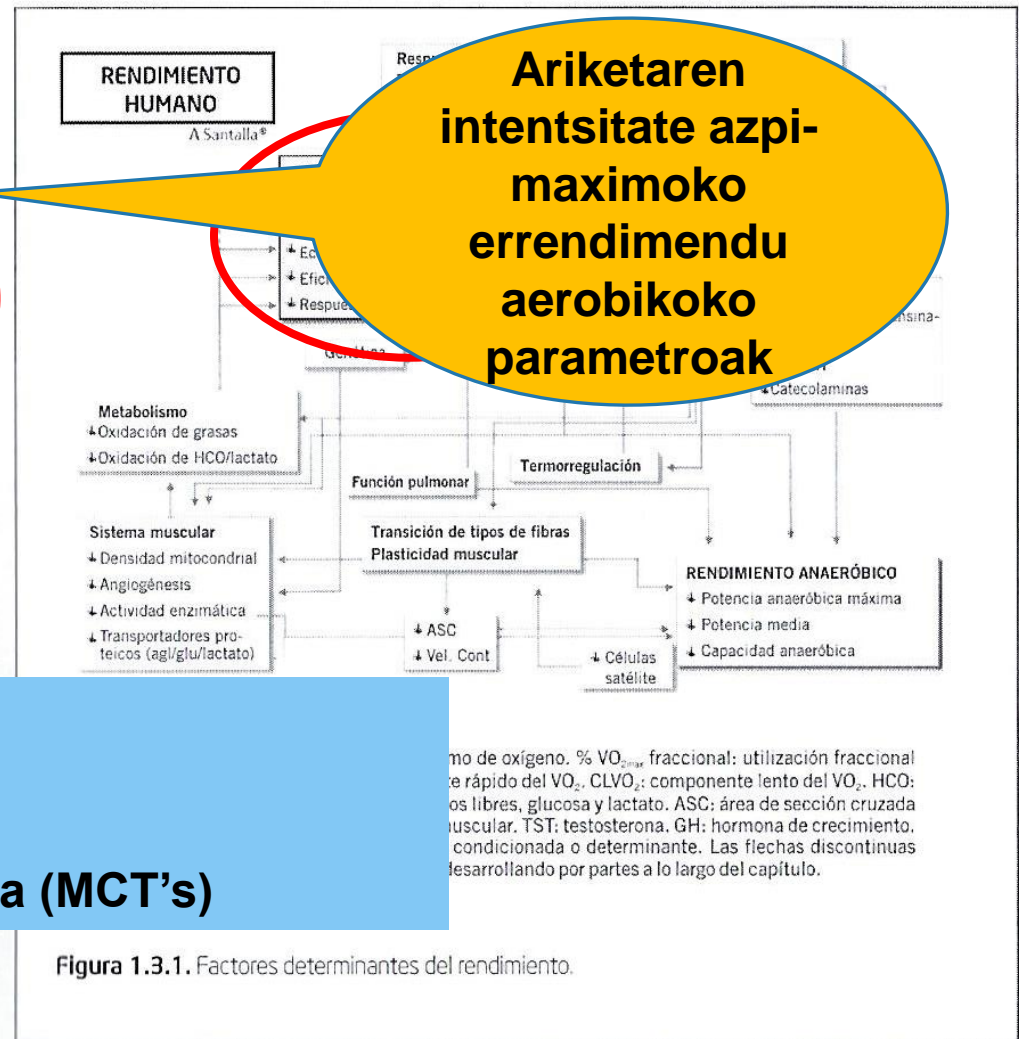 RENDIMIENTO
HUMANO
A Santalla®
Ariketaren
intentsitate azpi-
maximoko
errendimendu
aerobikoko
parametroak
Genética
Catecolaminas
Metabolismo
Oxidación de grasas
Oxidación de HCO/lactato
Función pulmonar
Termorregulación
Sistema muscular
Densidad mitocondrial
Angiogénesis
Actividad enzimática
Transportadores pro-
teicos (agl/glu/lactato)
Transición de tipos de fibras
Plasticidad muscular
ASC
Vel. Cont
Células
satélite
RENDIMIENTO ANAERÓBICO
Potencia anaeróbica máxima
Potencia media
Capacidad anaeróbica
de oxígeno. % VO2max fraccional: utilización fraccional
rápido del VO2. CLVO2: componente lento del VO2. HCO:
libres, glucosa y lactato. ASC: área de sección cruzada
TST: testosterona. GH: hormona de crecimiento.
condicionada o determinante. Las flechas discontinuas
por partes a lo largo del capítulo.
(MCT's)
Figura 1.3.1. Factores determinantes del rendimiento.